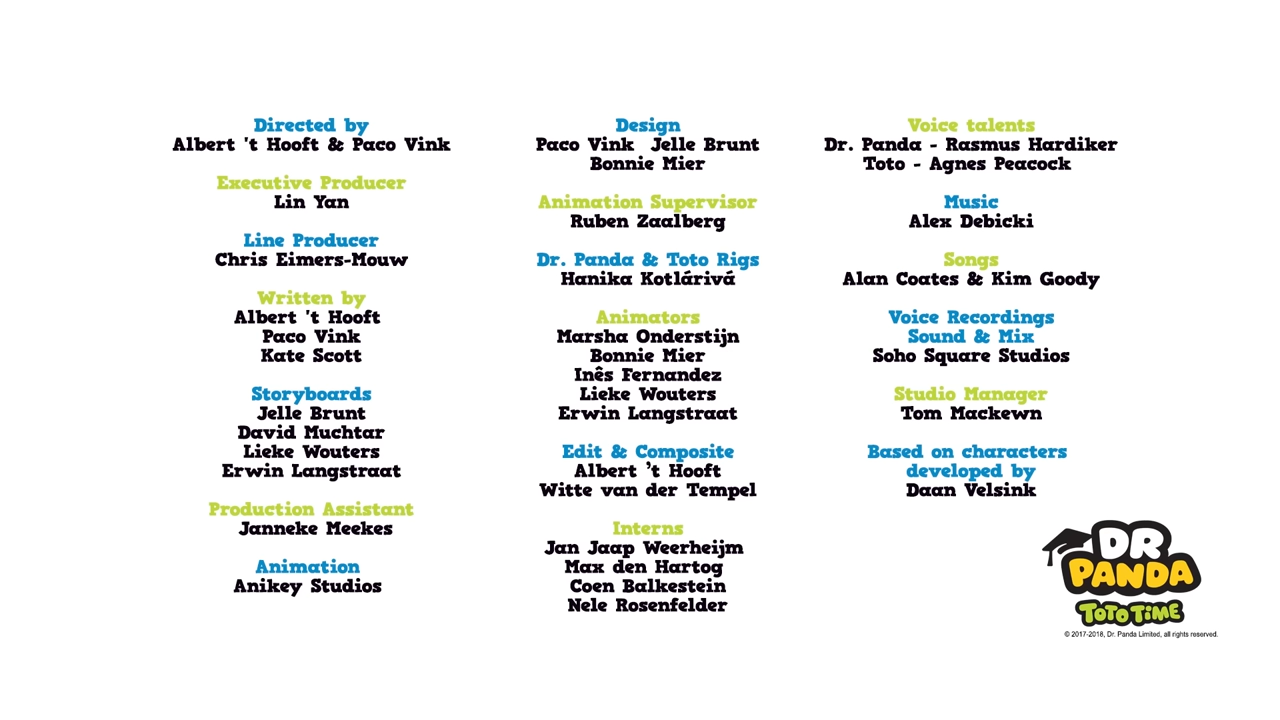 Directed by
Albert 't Hooft & Paco Vink
Executive Producer
Lin Yan
Line Producer
Chris Eimers-Mouw
Written by
Albert 't Hooft
Paco Vink
Kate Scott
Storyboards
Jelle Brunt
David Muchtar
Lieke Wouters
Erwin Langstraat
Production Assistant
Janneke Meekes
Animation
Anikey Studios
Design
Paco Vink  Jelle Brunt
Bonnie Mier
Animation Supervisor
Ruben Zaalberg
Dr. Panda & Toto Rigs
Hanika Kotlárivá
Animators
Marsha Onderstijn
Bonnie Mier
Inês Fernandez
Lieke Wouters
Erwin Langstraat
Edit & Composite
Albert ’t Hooft
Witte van der Tempel
Interns
Jan Jaap Weerheijm
Max den Hartog
Coen Balkestein
Nele Rosenfelder
Voice talents
Dr. Panda - Rasmus Hardiker
Toto - Agnes Peacock
Music
Alex Debicki
Songs
Alan Coates & Kim Goody
Voice Recordings
Sound & Mix
Soho Square Studios
Studio Manager
Tom Mackewn
Based on characters
developed by
Daan Velsink
DR
PANDA
TOTO TIME
© 2017-2018, Dr. Panda Limited, all rights reserved.